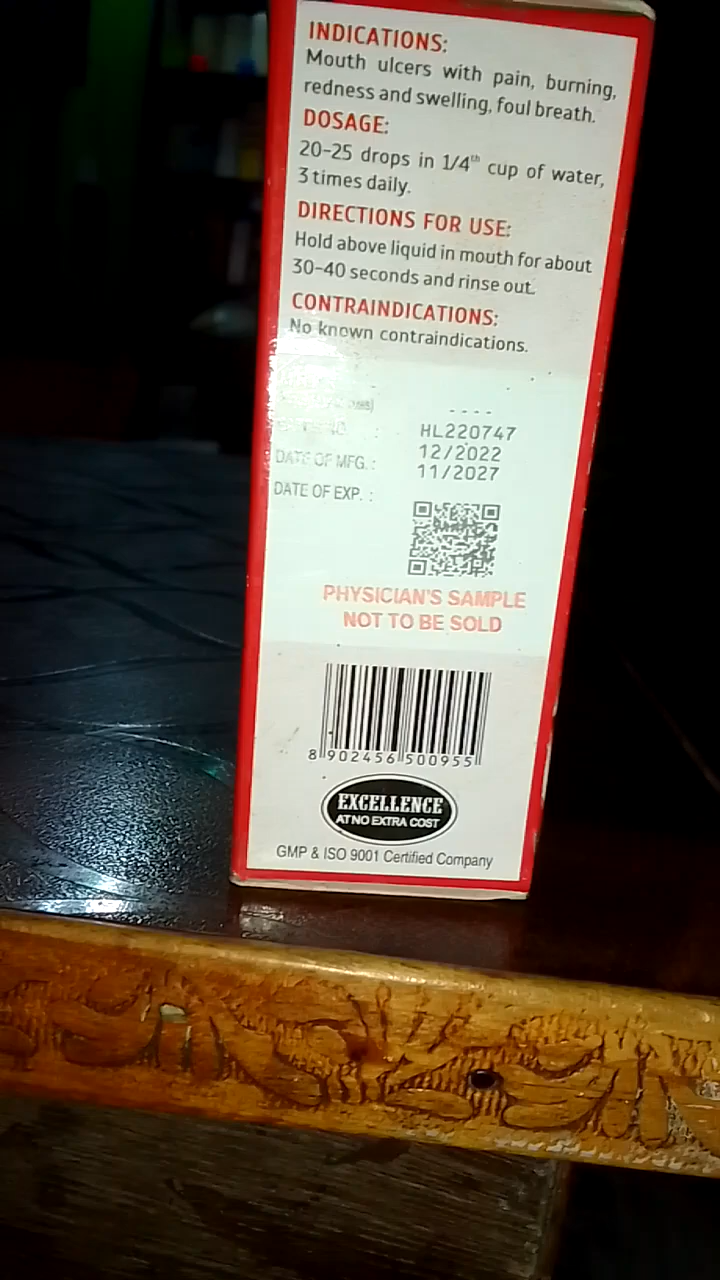 INDICATIONS:
Mouth ulcers with pain, burning,
redness and swelling, foul breath.
DOSAGE:
20-25 drops in 1/4th cup of water,
3 times daily.
DIRECTIONS FOR USE:
Hold above liquid in mouth for about
30-40 seconds and rinse out.
CONTRAINDICATIONS:
No known contraindications.
- - - -
HL220747
DATE OF MFG. : 12/2022
DATE OF EXP. : 11/2027
PHYSICIAN'S SAMPLE
NOT TO BE SOLD
8 902456 500955
EXCELLENCE
AT NO EXTRA COST
GMP & ISO 9001 Certified Company